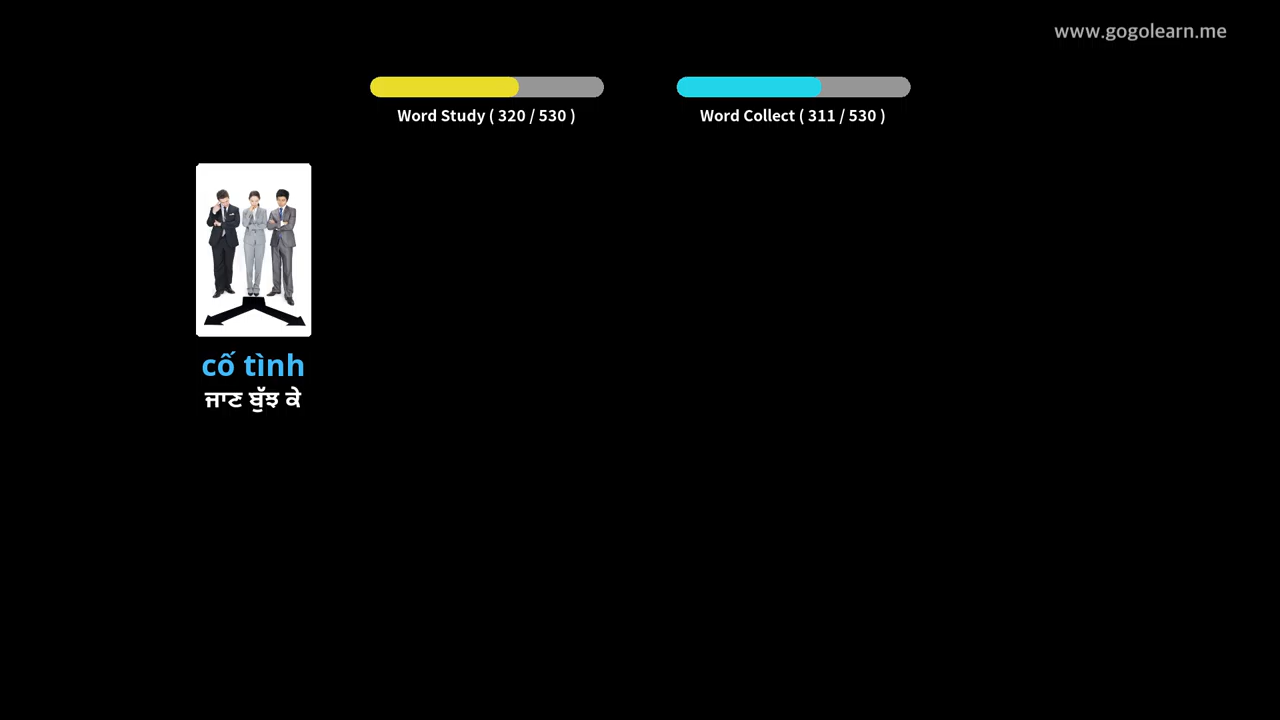 www.gogolearn.me
Word Study ( 320 / 530 )
Word Collect ( 311 / 530 )
cố tình
ਜਾਣ ਬੁੱਝ ਕੇ